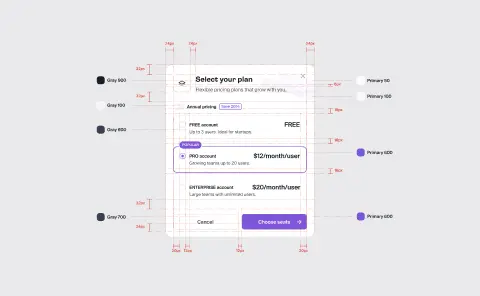 24px
24px
24px
32px
Gray 900
Select your plan
Flexible pricing plans that grow with you.
Primary 50
Gray 100
Annual pricing
Save 20%
Primary 100
16px
Gray 600
FREE account
FREE
Up to 3 users. Ideal for startups.
16px
POPULAR
PRO account
$12/month/user
Growing teams up to 20 users.
Primary 600
16px
ENTERPRISE account
$20/month/user
Large teams with unlimited users.
32px
Gray 700
Cancel
Choose seats
Primary 600
20px
12px
12px
20px